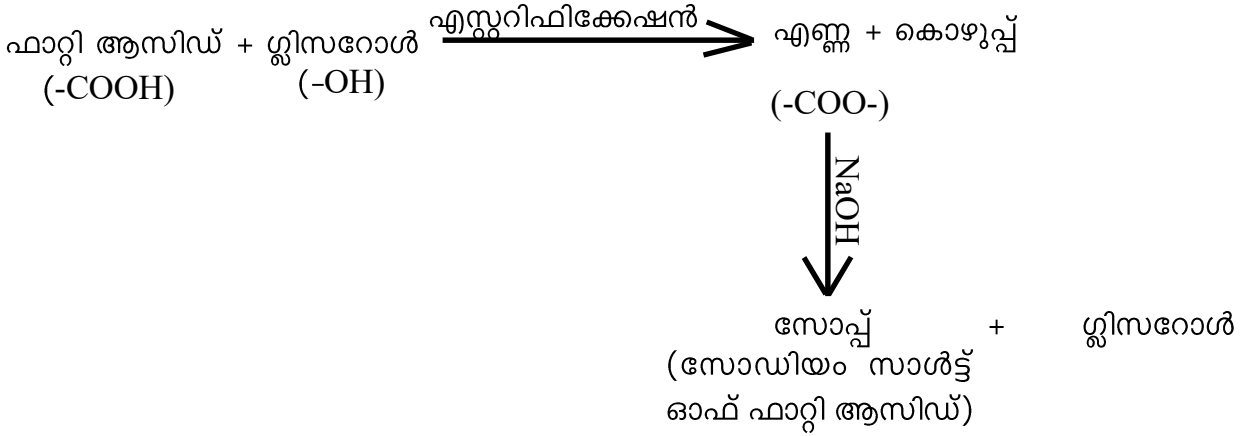 ഫാറ്റി ആസിഡ് + ഗ്ലിസറോൾ എസ്റ്ററിഫിക്കേഷൻ എണ്ണ + കൊഴുപ്പ്
(-COOH) (-OH) (-COO-)
NaOH
സോപ്പ് + ഗ്ലിസറോൾ
(സോഡിയം സാൾട്ട്
ഓഫ് ഫാറ്റി ആസിഡ്)